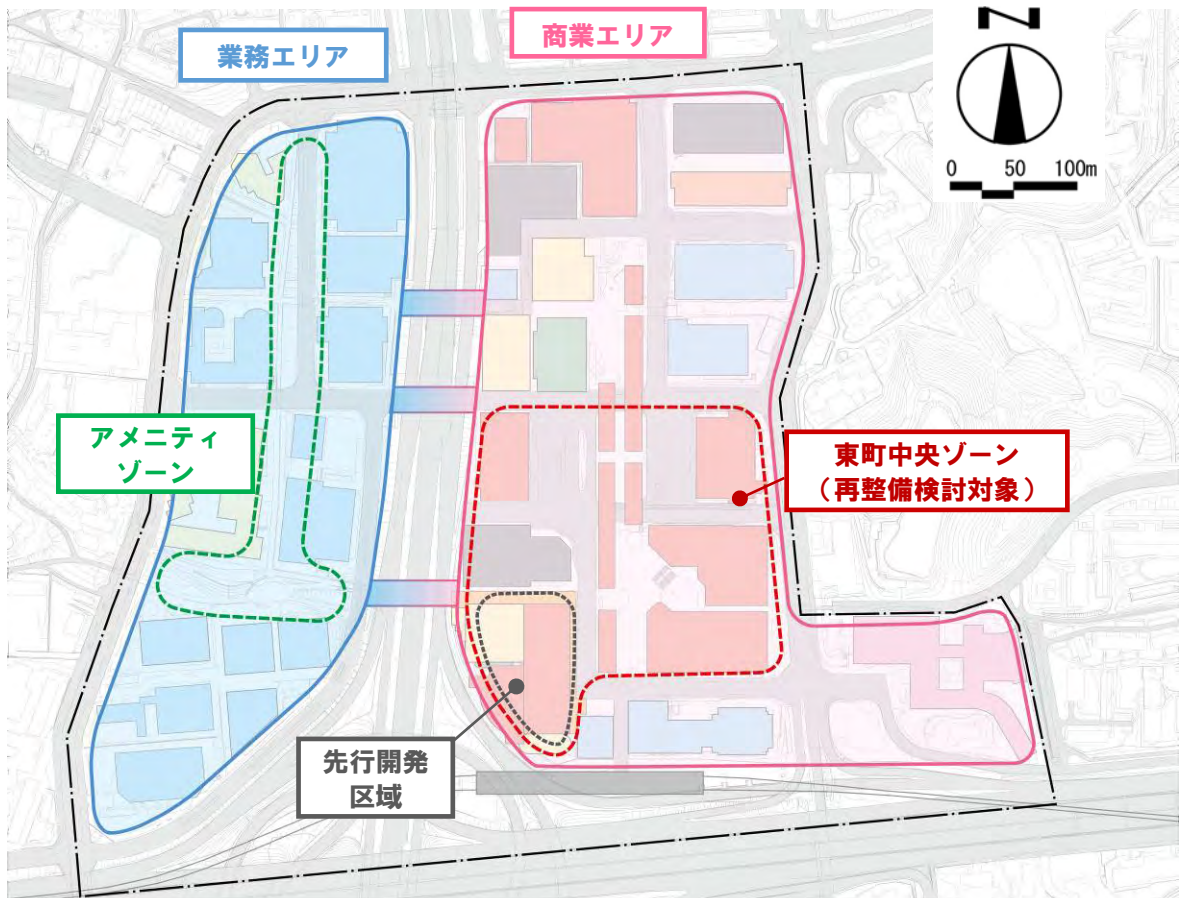 業務エリア
商業エリア
N
0 50 100m
アメニティ
ゾーン
東町中央ゾーン
（再整備検討対象）
先行開発
区域